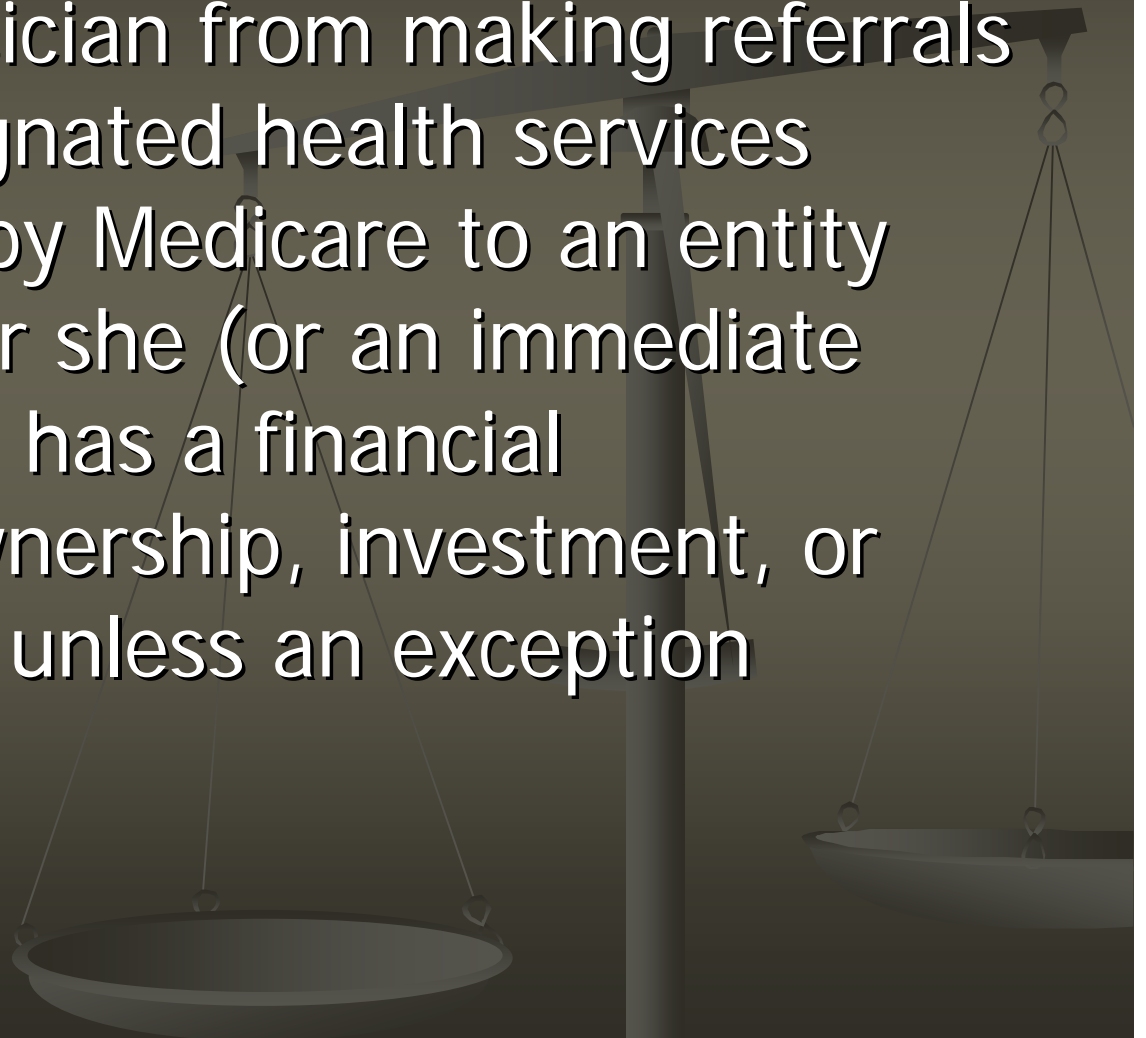 ician from making referrals
gnated health services
by Medicare to an entity
r she (or an immediate
has a financial
wnership, investment, or
unless an exception